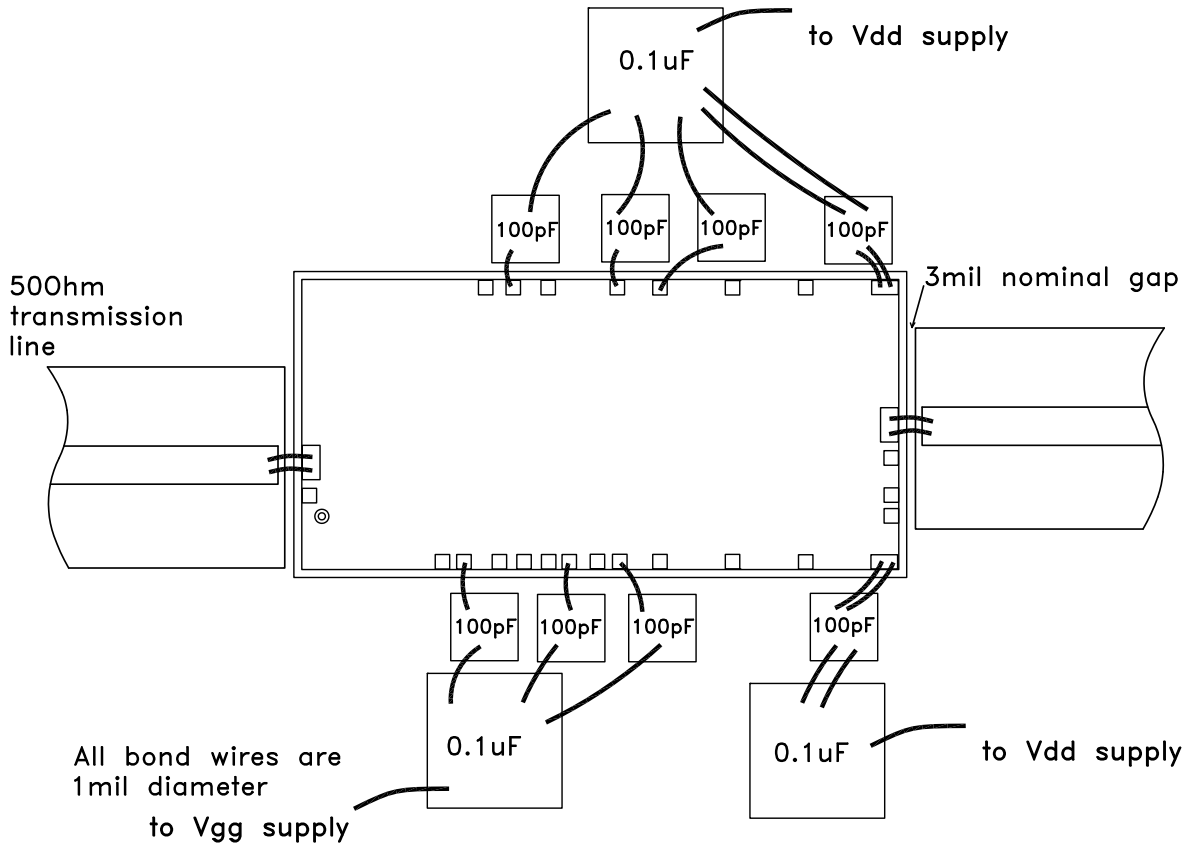 to Vdd supply
0.1uF
100pF
100pF
100pF
100pF
3mil nominal gap
50Ohm
transmission
line
100pF
100pF
100pF
100pF
0.1uF
0.1uF
to Vdd supply
All bond wires are
1mil diameter
to Vgg supply